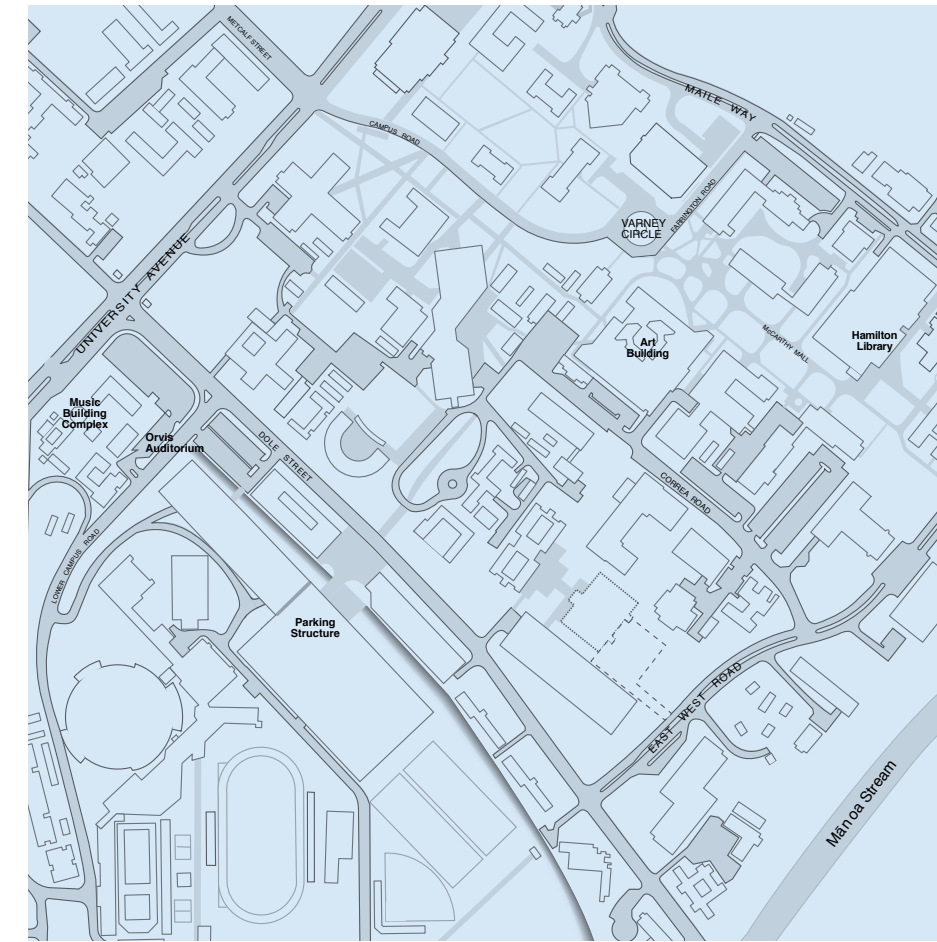 METCALF STREET
MAILE WAY
CAMPUS ROAD
FARRINGTON ROAD
VARNEY
CIRCLE
UNIVERSITY AVENUE
Art
Building
McCARTHY MALL
Hamilton
Library
Music
Building
Complex
Orvis
Auditorium
DOLE STREET
CORREA ROAD
LOWER CAMPUS ROAD
Parking
Structure
EAST WEST ROAD
Mānoa Stream